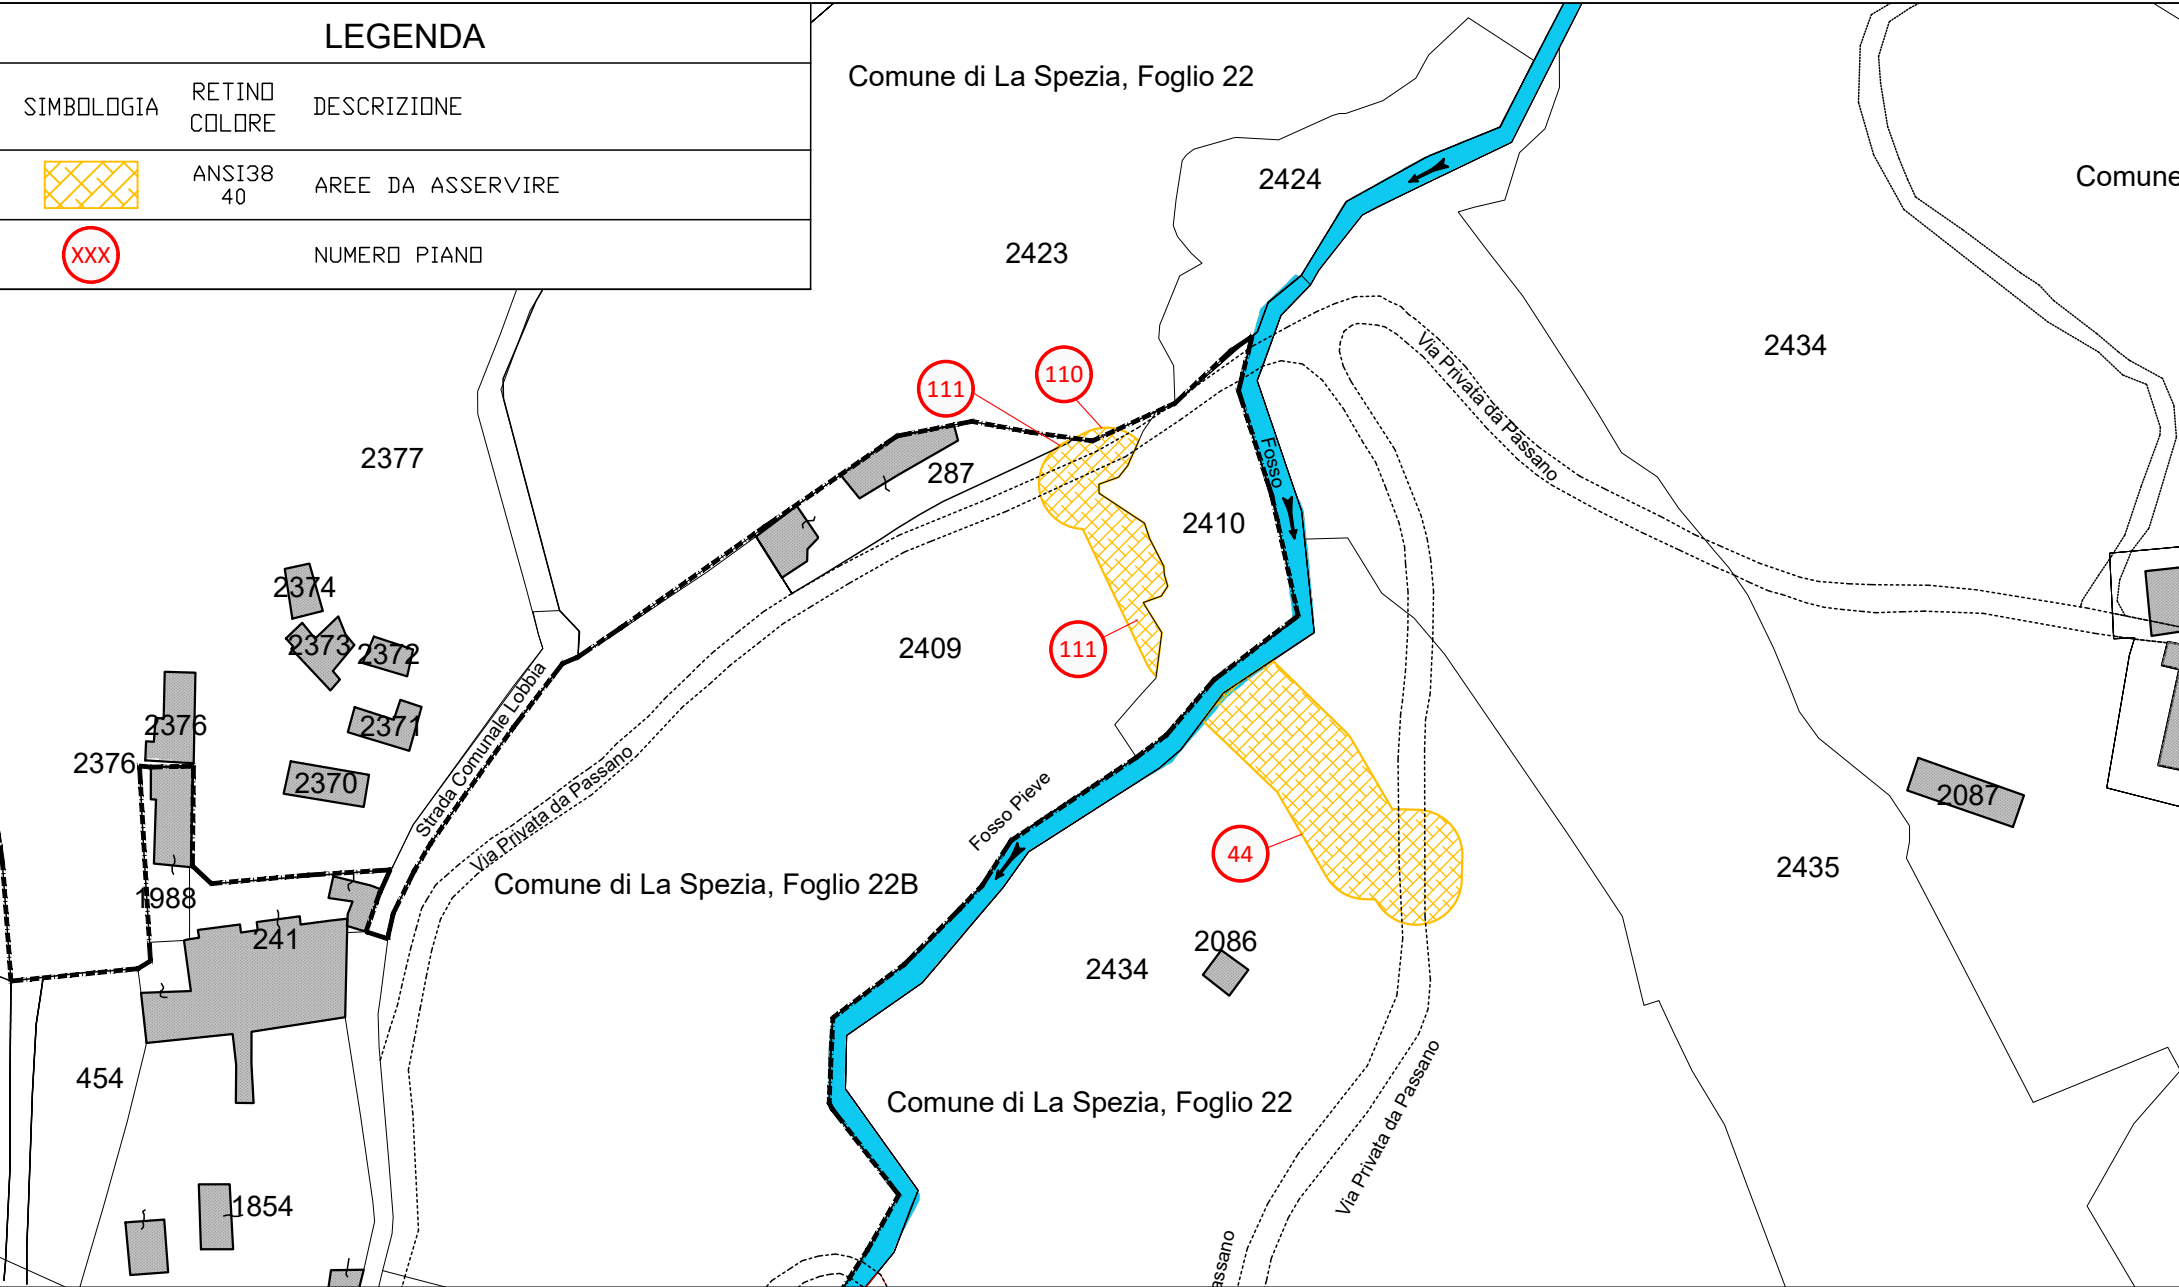 LEGENDA
SIMBOLOGIA
RETINO
COLORE
DESCRIZIONE
ANSI38
40
AREE DA ASSERVIRE
XXX
NUMERO PIANO
Comune di La Spezia, Foglio 22
2424
Comune
2423
2434
Via Privata da Passano
111
110
2377
287
Fosso
2410
2374
2373
2372
2409
111
Strada Comunale Lobbia
2376
2371
2376
2370
Via Privata da Passano
Fosso Pieve
2087
44
2435
Comune di La Spezia, Foglio 22B
1988
241
2086
2434
454
Comune di La Spezia, Foglio 22
Via Privata da Passano
1854
assano